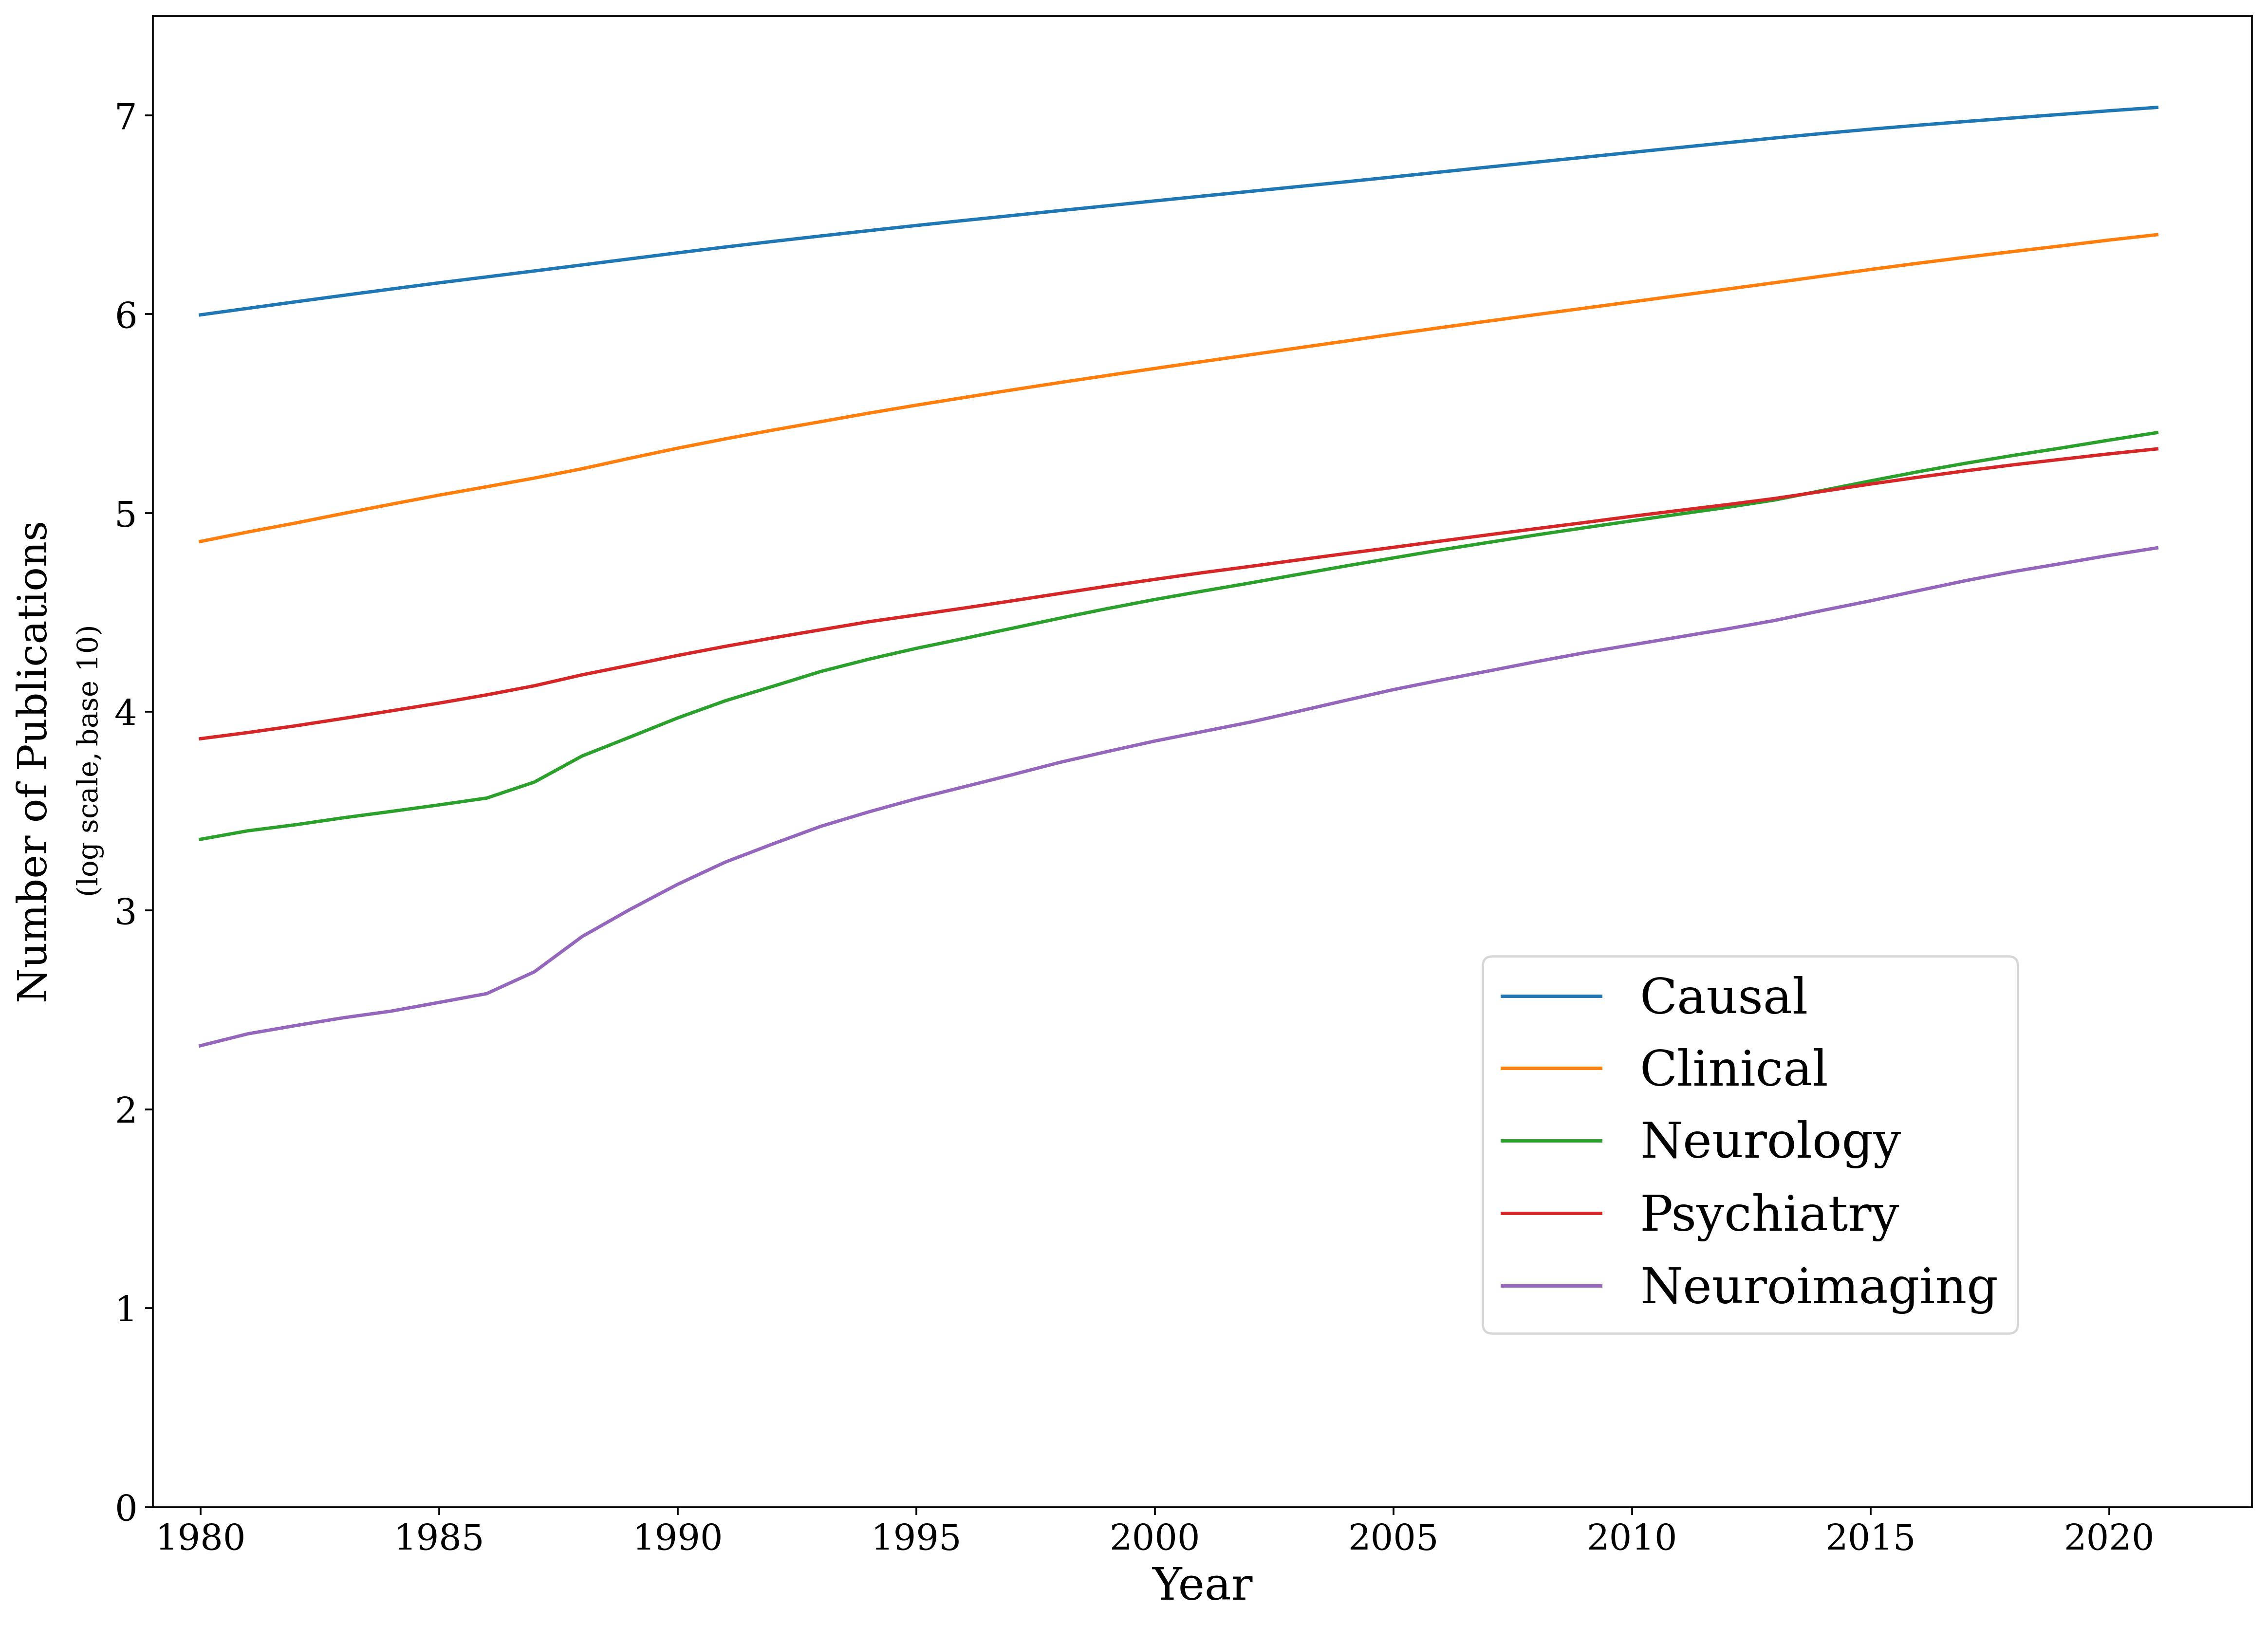 Number of Publications
(log scale, base 10)
7
6
5
4
3
2
1
0
1980 1985 1990 1995 2000 2005 2010 2015 2020
Year
Causal
Clinical
Neurology
Psychiatry
Neuroimaging